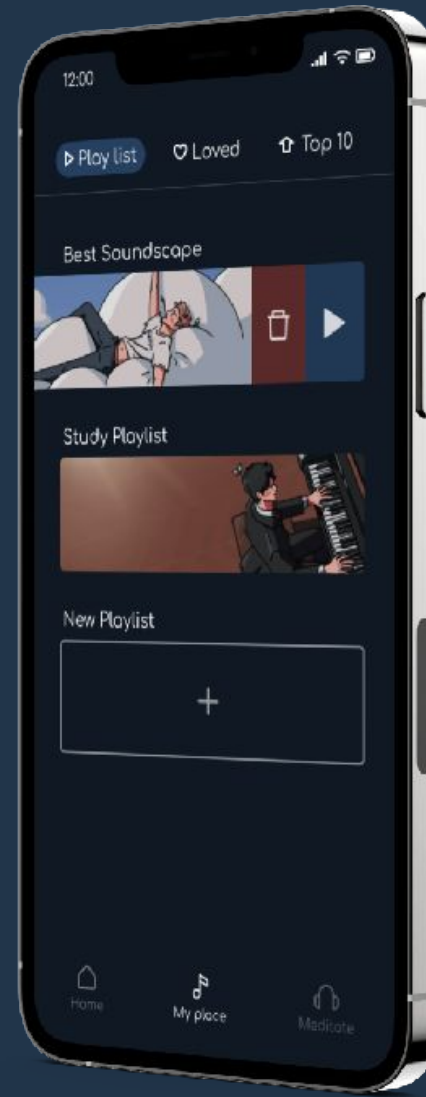 12:00
Play list
Loved
Top 10
Best Soundscape
Study Playlist
New Playlist
+
Home
My place
Meditate